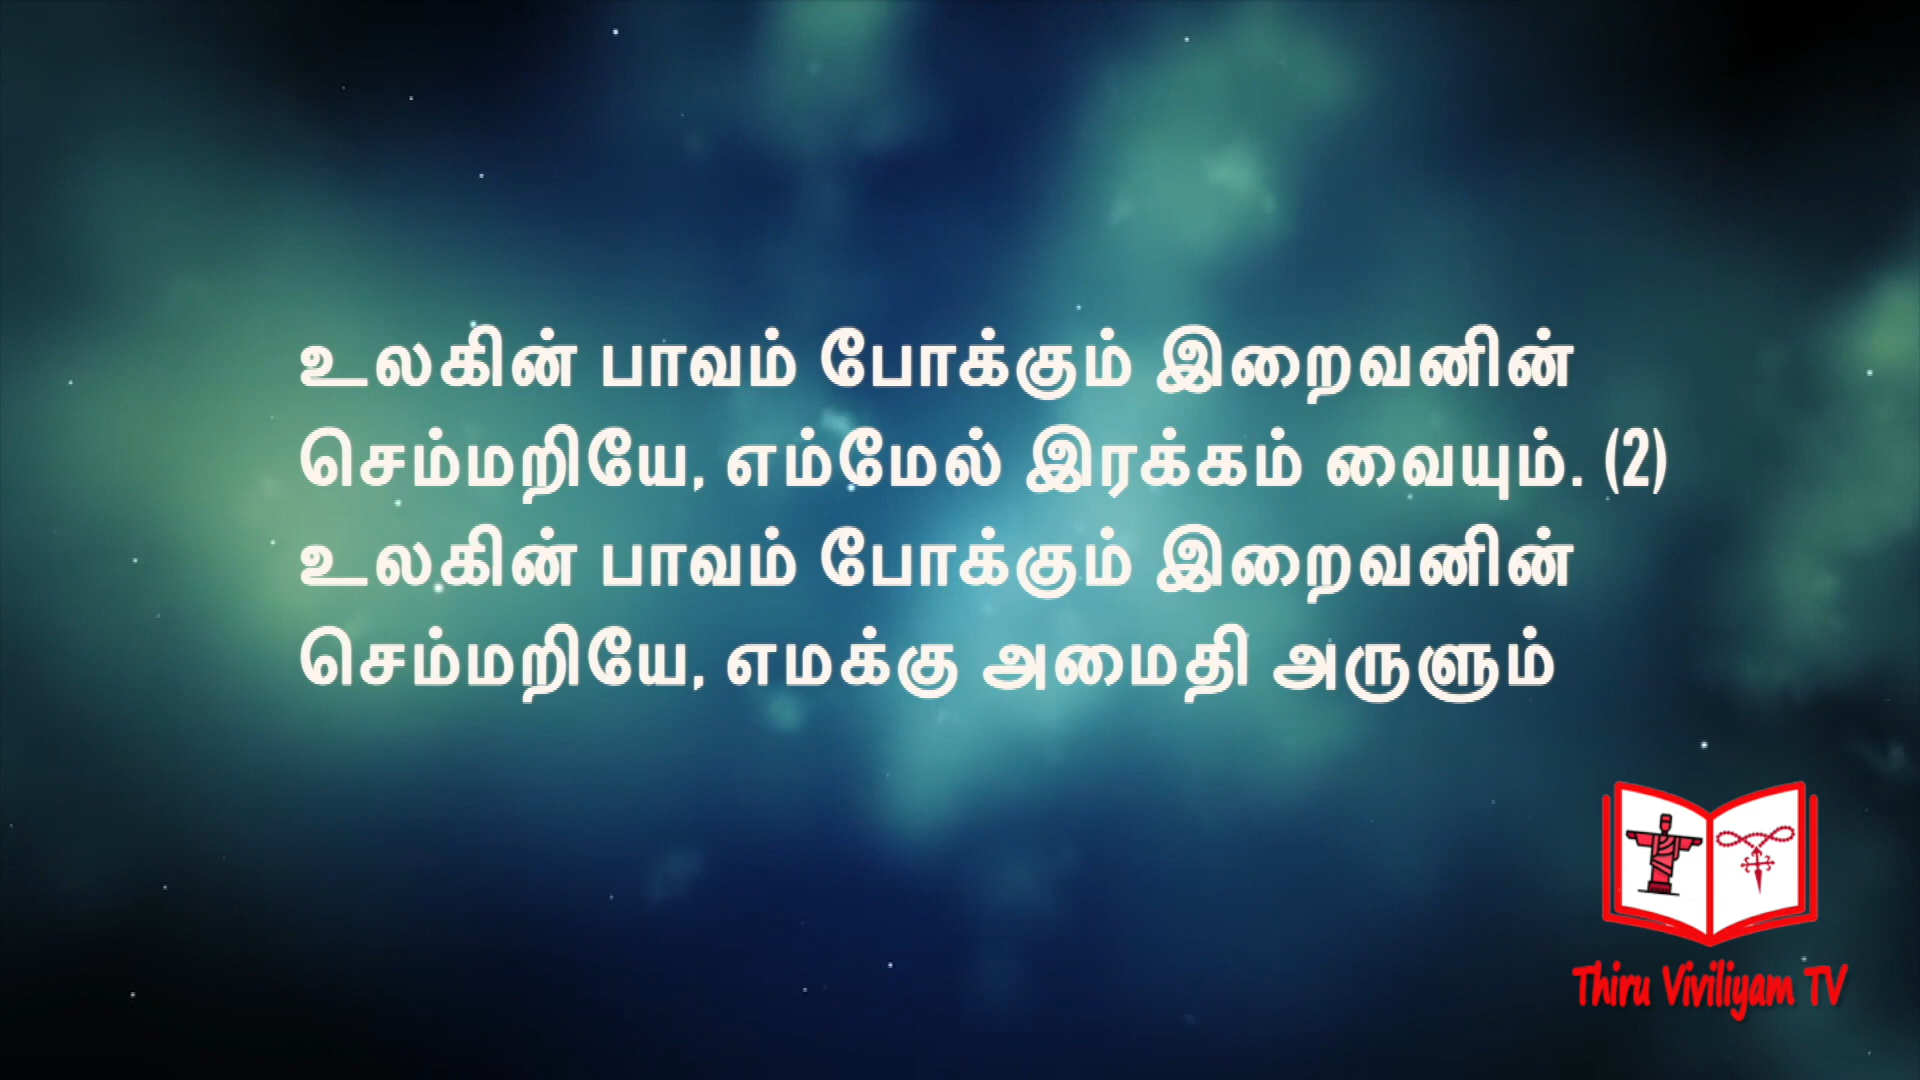 உலகின் பாவம் போக்கும் இறைவனின்
செம்மறியே, எம்மேல் இரக்கம் வையும். (2)
உலகின் பாவம் போக்கும் இறைவனின்
செம்மறியே, எமக்கு அமைதி அருளும்
Thiru Viviliyam TV